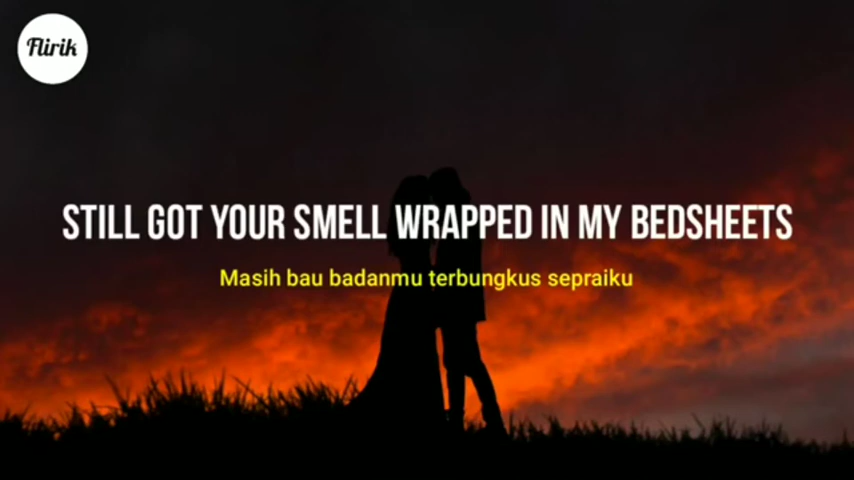 Flirik
STILL GOT YOUR SMELL WRAPPED IN MY BEDSHEETS
Masih bau badanmu terbungkus sepraiku